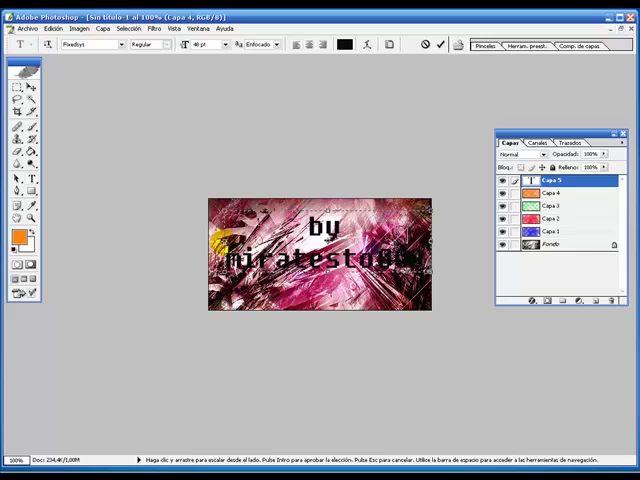 Adobe Photoshop - [Sin título-1 al 100% (Capa 4, RGB/8)]
Archivo Edición Imagen Capa Selección Filtro Vista Ventana Ayuda
Fixedsys Regular 48 pt Enfocado Pinceles Herram. preest. Comp. de capas
Capas Canales Trazados
Normal Opacidad: 100%
Bloq.: Relleno: 100%
Capa 5
Capa 4
Capa 3
Capa 2
Capa 1
Fondo
by
100% Doc: 234,4K/1,00M Haga clic y arrastre para escalar desde el lado. Pulse Intro para aprobar la elección. Pulse Esc para cancelar. Utilice la barra de espacio para acceder a las herramientas de navegación.